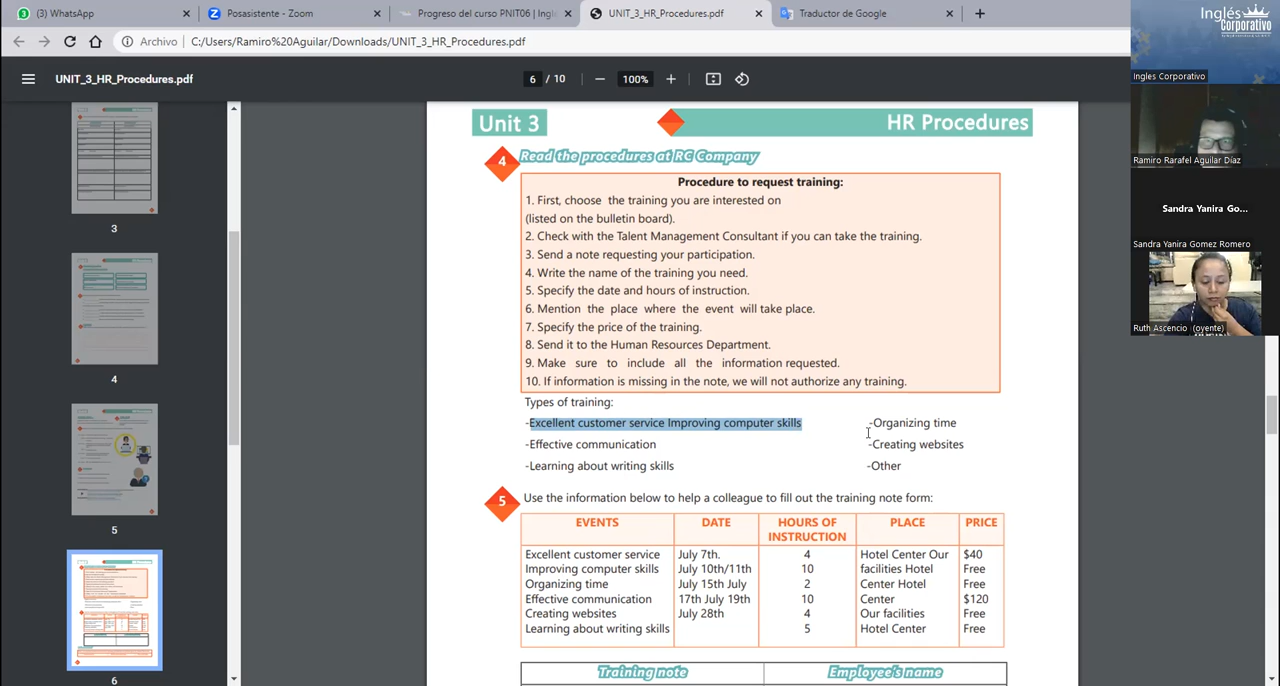 (3) WhatsApp
Posasistente - Zoom
Progreso del curso PNIT06 | Ingl
UNIT_3_HR_Procedures.pdf
Traductor de Google
Archivo
C:/Users/Ramiro%20Aguilar/Downloads/UNIT_3_HR_Procedures.pdf
UNIT_3_HR_Procedures.pdf
6 / 10
100%
Inglés
Corporativo
Ingles Corporativo
Ramiro Rarafel Aguilar Díaz
Sandra Yanira Go...
Sandra Yanira Gomez Romero
Ruth Ascencio (oyente)
3
4
5
6
Unit 3
HR Procedures
4 Read the procedures at RC Company
Procedure to request training:
1. First, choose the training you are interested on
(listed on the bulletin board).
2. Check with the Talent Management Consultant if you can take the training.
3. Send a note requesting your participation.
4. Write the name of the training you need.
5. Specify the date and hours of instruction.
6. Mention the place where the event will take place.
7. Specify the price of the training.
8. Send it to the Human Resources Department.
9. Make sure to include all the information requested.
10. If information is missing in the note, we will not authorize any training.
Types of training:
-Excellent customer service Improving computer skills -Organizing time
-Effective communication -Creating websites
-Learning about writing skills -Other
5 Use the information below to help a colleague to fill out the training note form:
EVENTS DATE HOURS OF INSTRUCTION PLACE PRICE
Excellent customer service July 7th. 4 Hotel Center Our $40
Improving computer skills July 10th/11th 10 facilities Hotel Free
Organizing time July 15th July 2 Center Hotel Free
Effective communication 17th July 19th 10 Center $120
Creating websites July 28th 4 Our facilities Free
Learning about writing skills 5 Hotel Center Free
Training note Employee's name